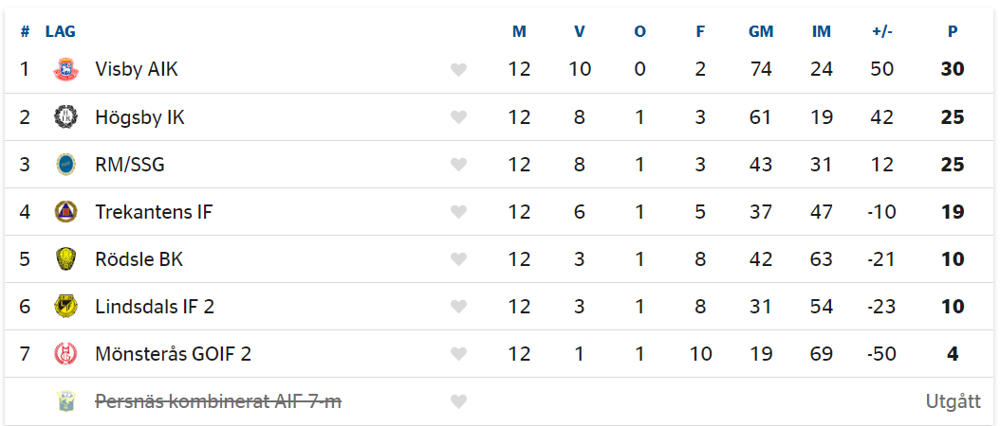 # LAG M V O F GM IM +/- P
1 Visby AIK 12 10 0 2 74 24 50 30
2 Högsby IK 12 8 1 3 61 19 42 25
3 RM/SSG 12 8 1 3 43 31 12 25
4 Trekantens IF 12 6 1 5 37 47 -10 19
5 Rödsle BK 12 3 1 8 42 63 -21 10
6 Lindsdals IF 2 12 3 1 8 31 54 -23 10
7 Mönsterås GOIF 2 12 1 1 10 19 69 -50 4
Persnäs kombinerat AIF 7-m Utgått